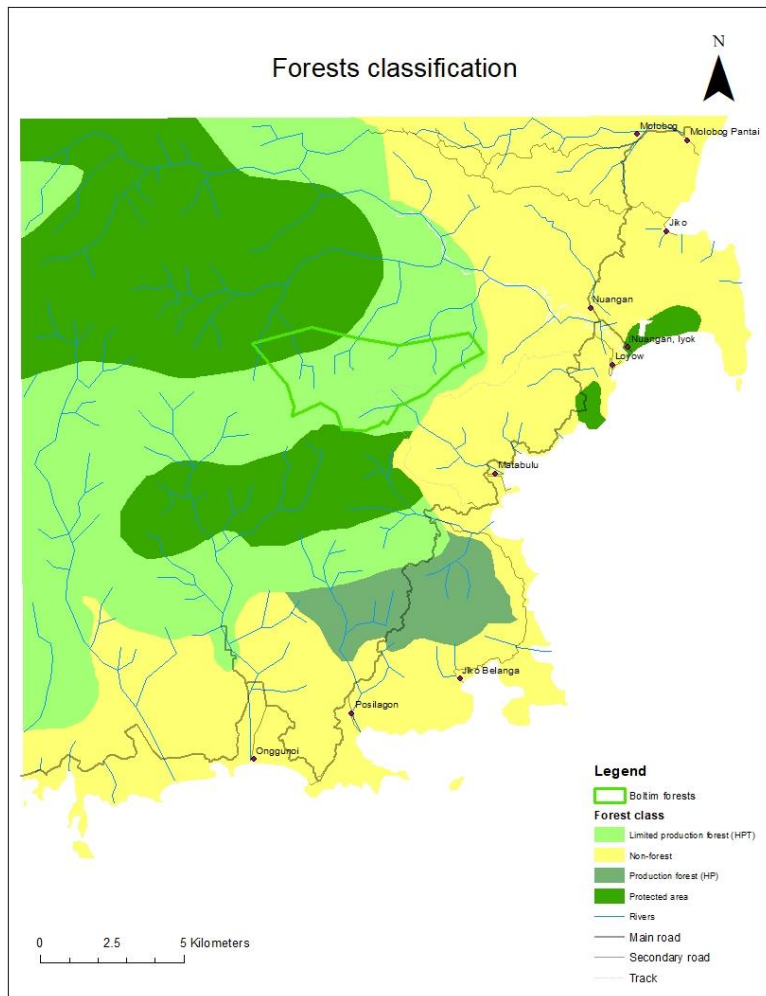 Forests classification
N
Molobog
Molobog Pantai
Jiko
Nuangan
Nuangan, Iyok
Loyow
Matabulu
Jiko Belanga
Posilagon
Onggunoi
Legend
Boltim forests
Forest class
Limited production forest (HPT)
Non-forest
Production forest (HP)
Protected area
Rivers
Main road
Secondary road
Track
0 2.5 5 Kilometers